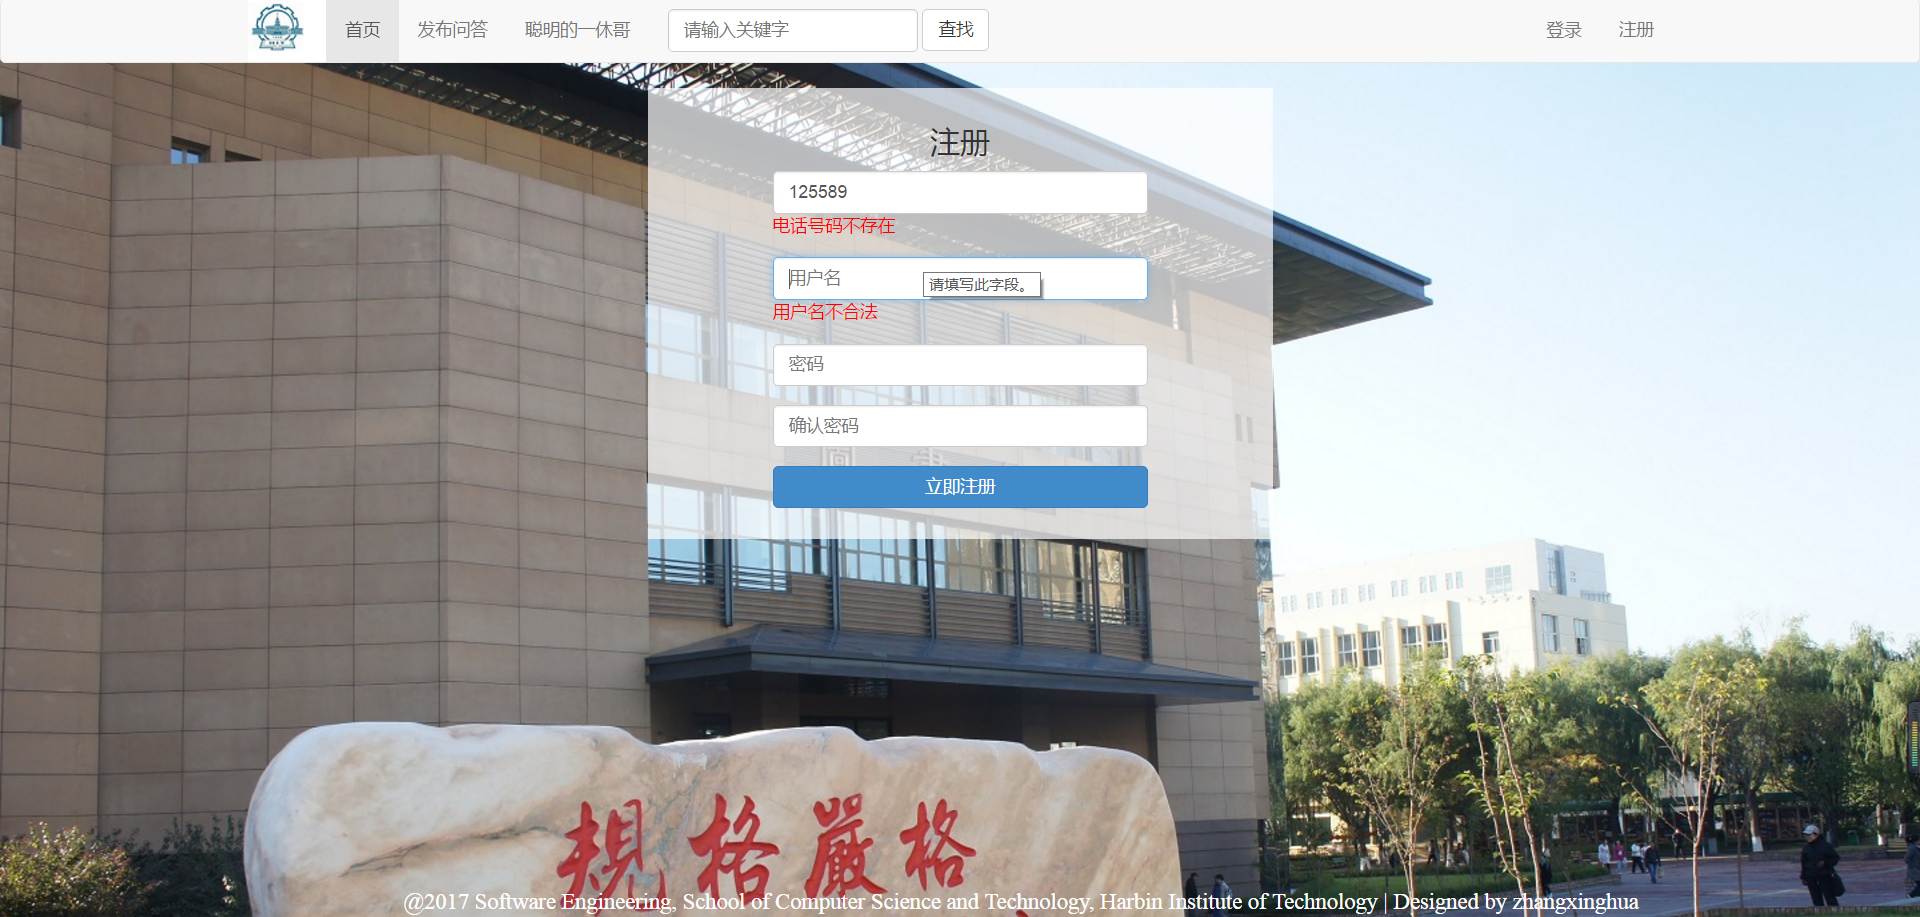 首页 发布问答 聪明的一休哥 请输入关键字 查找 登录 注册
注册
125589
电话号码不存在
用户名
请填写此字段。
用户名不合法
密码
确认密码
立即注册
規格嚴格
@2017 Software Engineering, School of Computer Science and Technology, Harbin Institute of Technology | Designed by zhangxinghua